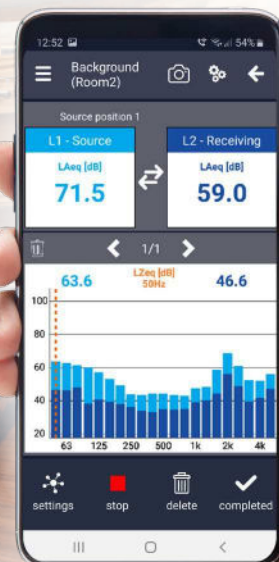 12:52 54%
Background
(Room2)
Source position 1
L1 - Source L2 - Receiving
LAeq [dB] LAeq [dB]
71.5 59.0
1/1
63.6 LZeq [dB] 46.6
50Hz
100
80
60
40
20
63 125 250 500 1k 2k 4k
settings stop delete completed